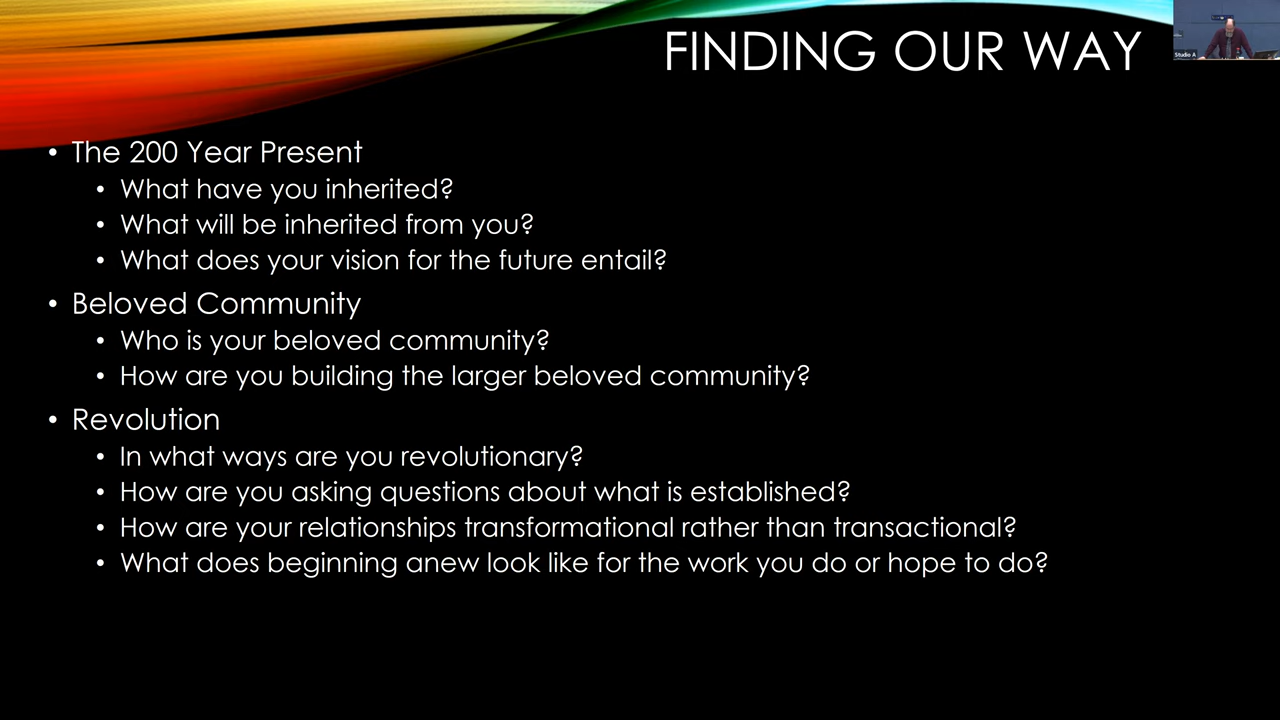 FINDING OUR WAY
Studio A
• The 200 Year Present
• What have you inherited?
• What will be inherited from you?
• What does your vision for the future entail?
• Beloved Community
• Who is your beloved community?
• How are you building the larger beloved community?
• Revolution
• In what ways are you revolutionary?
• How are you asking questions about what is established?
• How are your relationships transformational rather than transactional?
• What does beginning anew look like for the work you do or hope to do?